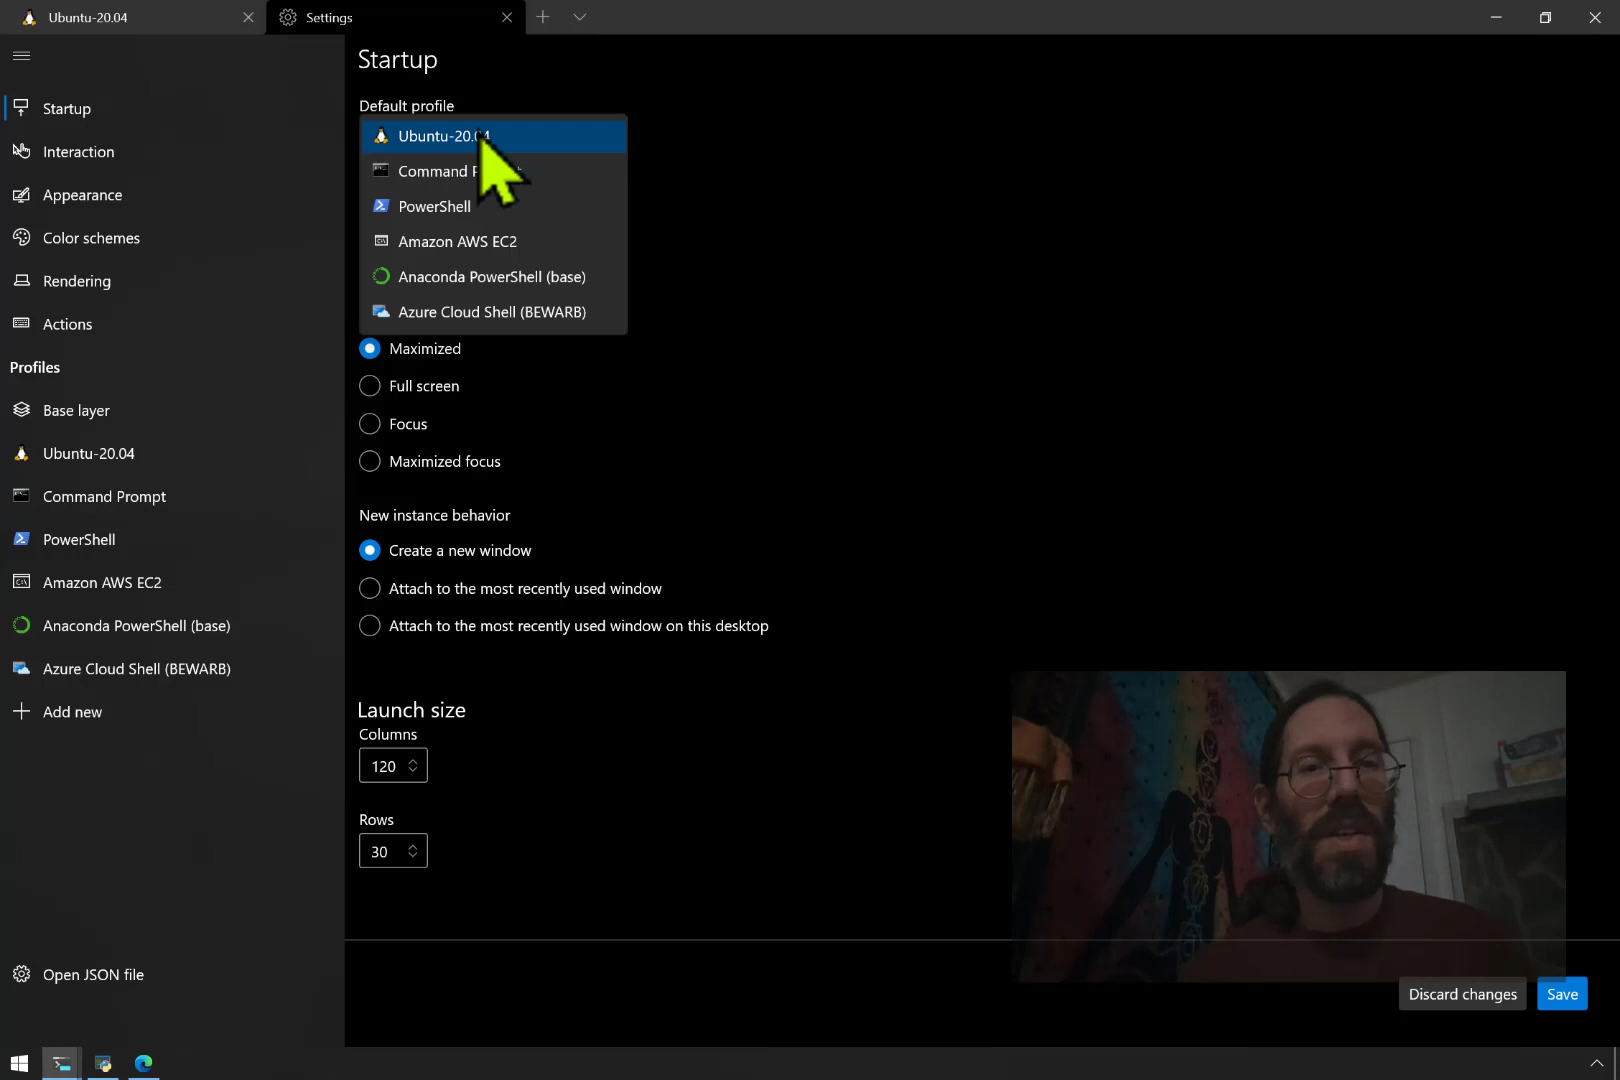 Ubuntu-20.04
Settings
Startup
Interaction
Appearance
Color schemes
Rendering
Actions
Profiles
Base layer
Ubuntu-20.04
Command Prompt
PowerShell
Amazon AWS EC2
Anaconda PowerShell (base)
Azure Cloud Shell (BEWARB)
Add new
Open JSON file
Startup
Default profile
Ubuntu-20.04
Command
PowerShell
Amazon AWS EC2
Anaconda PowerShell (base)
Azure Cloud Shell (BEWARB)
Maximized
Full screen
Focus
Maximized focus
New instance behavior
Create a new window
Attach to the most recently used window
Attach to the most recently used window on this desktop
Launch size
Columns
120
Rows
30
Discard changes
Save